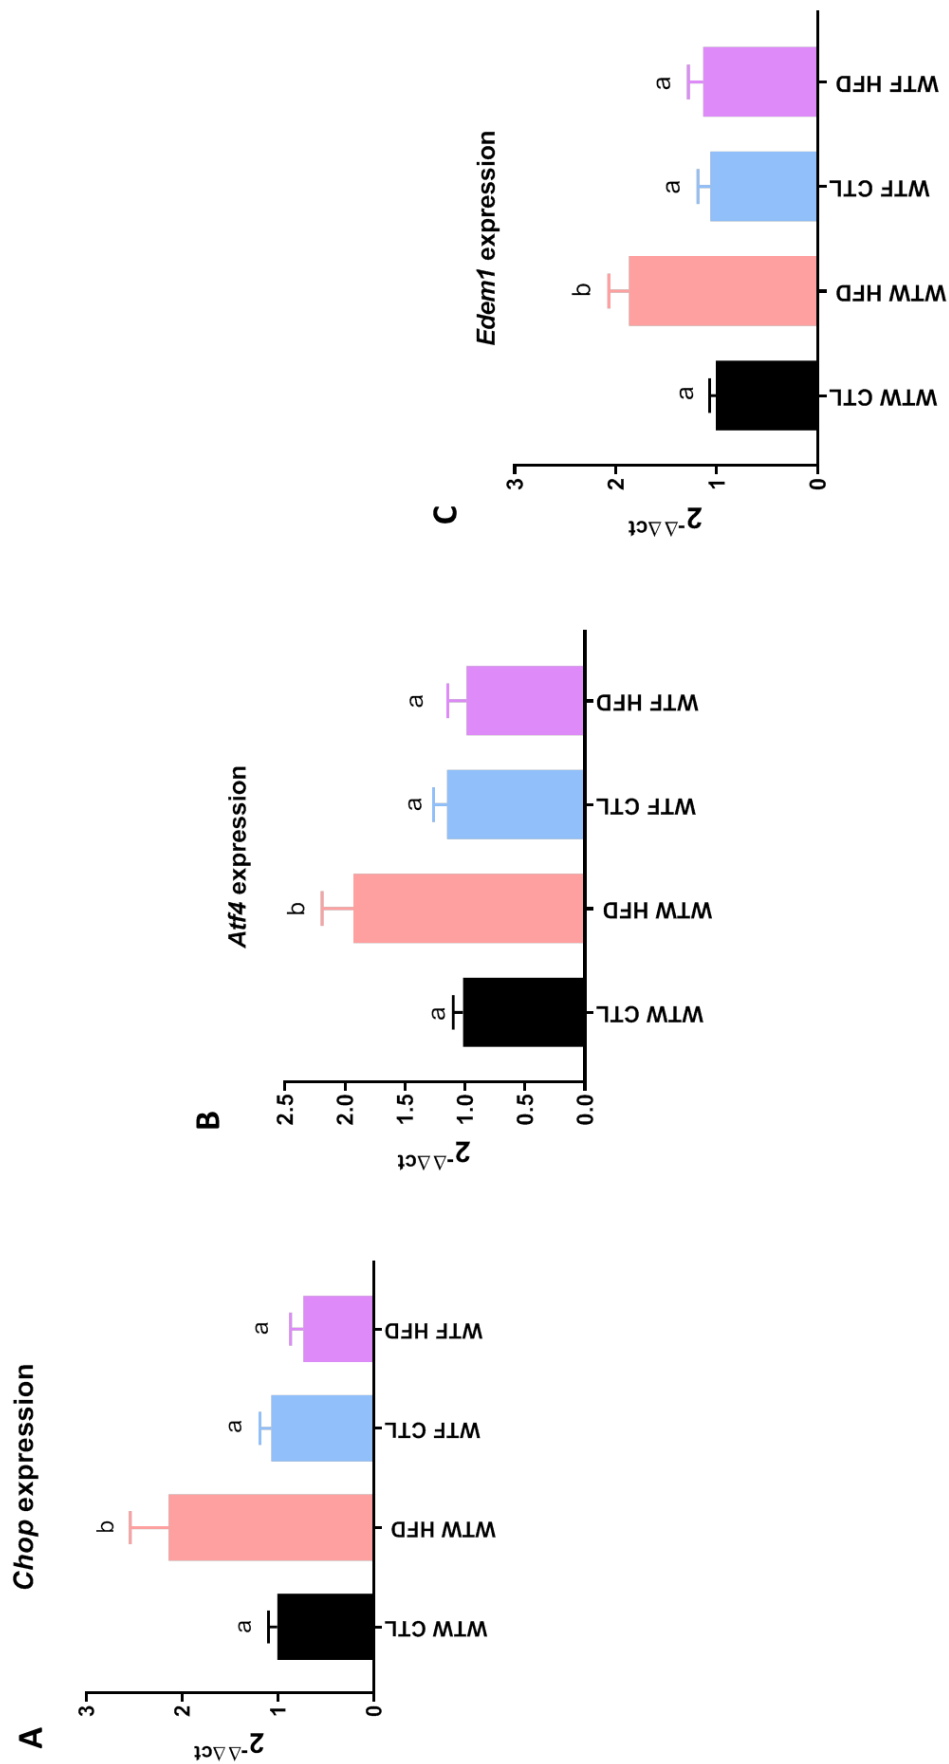 A
Chop expression
2-ΔΔct
3
2
1
0
a
b
a
a
WTW CTL
WTW HFD
WTF CTL
WTF HFD
B
Atf4 expression
2-ΔΔct
2.5
2.0
1.5
1.0
0.5
0.0
a
b
a
a
WTW CTL
WTW HFD
WTF CTL
WTF HFD
C
Edem1 expression
2-ΔΔct
3
2
1
0
a
b
a
a
WTW CTL
WTW HFD
WTF CTL
WTF HFD